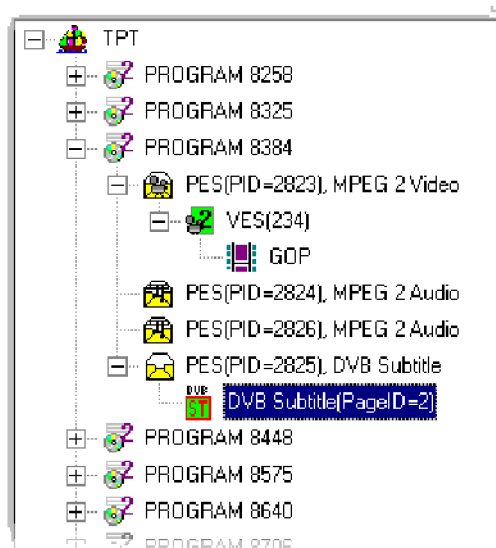 TPT
PROGRAM 8258
PROGRAM 8325
PROGRAM 8384
PES(PID=2823), MPEG 2 Video
VES(234)
GOP
PES(PID=2824), MPEG 2 Audio
PES(PID=2826), MPEG 2 Audio
PES(PID=2825), DVB Subtitle
DVB ST DVB Subtitle(PageID=2)
PROGRAM 8448
PROGRAM 8575
PROGRAM 8640
PROGRAM 8706